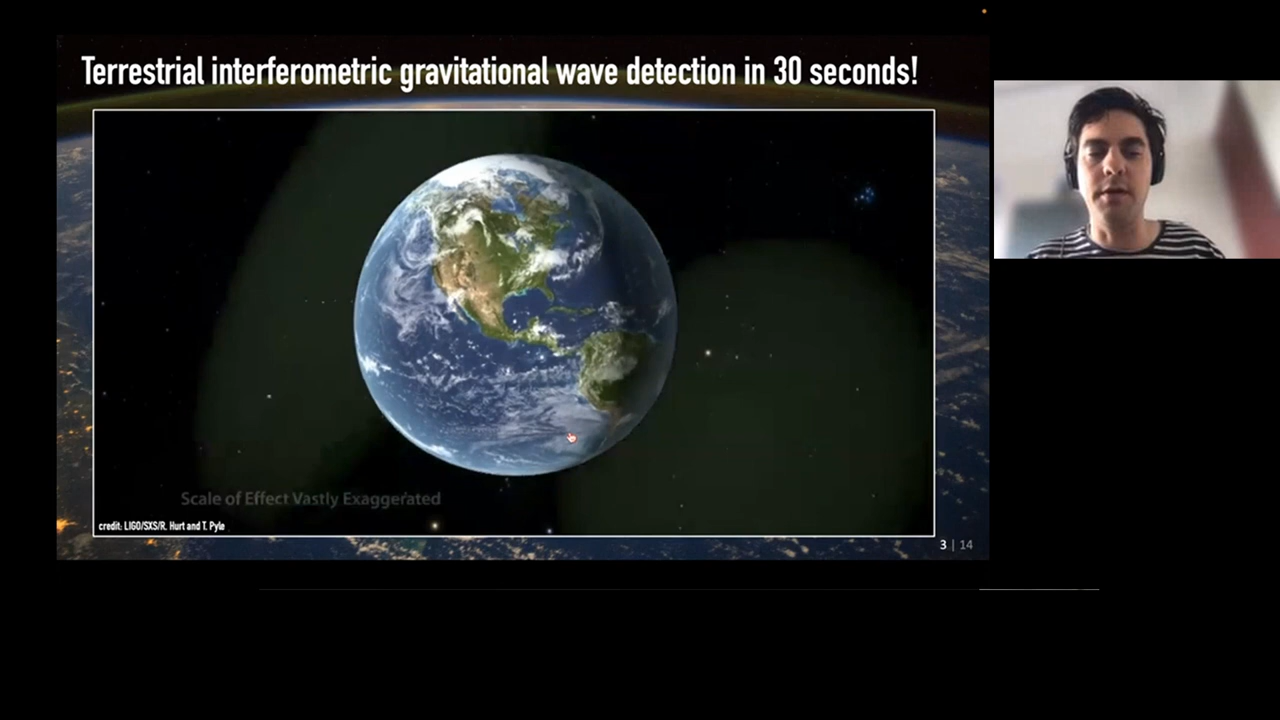 Terrestrial interferometric gravitational wave detection in 30 seconds!
Scale of Effect Vastly Exaggerated
credit: LIGO/SXS/R. Hurt and T. Pyle
3 | 14